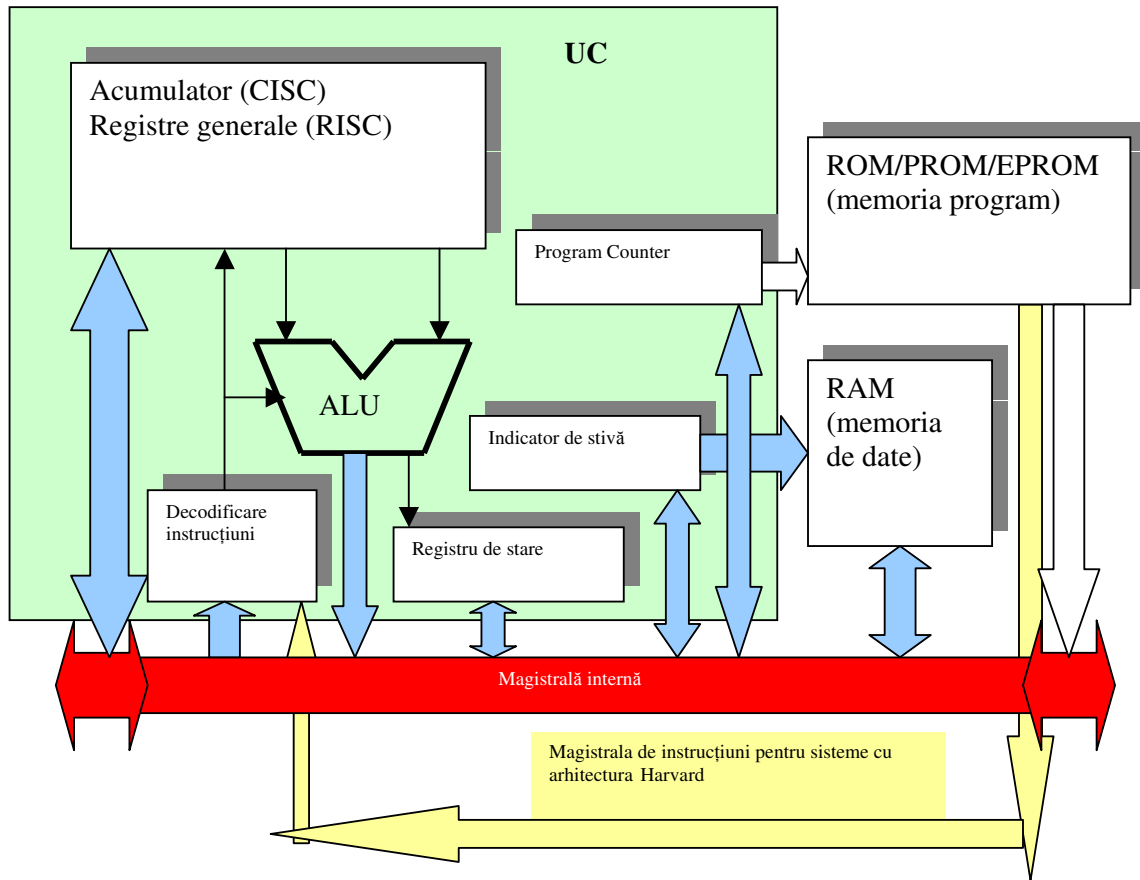 UC
Acumulator (CISC)
Registre generale (RISC)
ROM/PROM/EPROM
(memoria program)
Program Counter
RAM
(memoria
de date)
ALU
Indicator de stivă
Decodificare
instrucțiuni
Registru de stare
Magistrală internă
Magistrala de instrucțiuni pentru sisteme cu
arhitectura Harvard